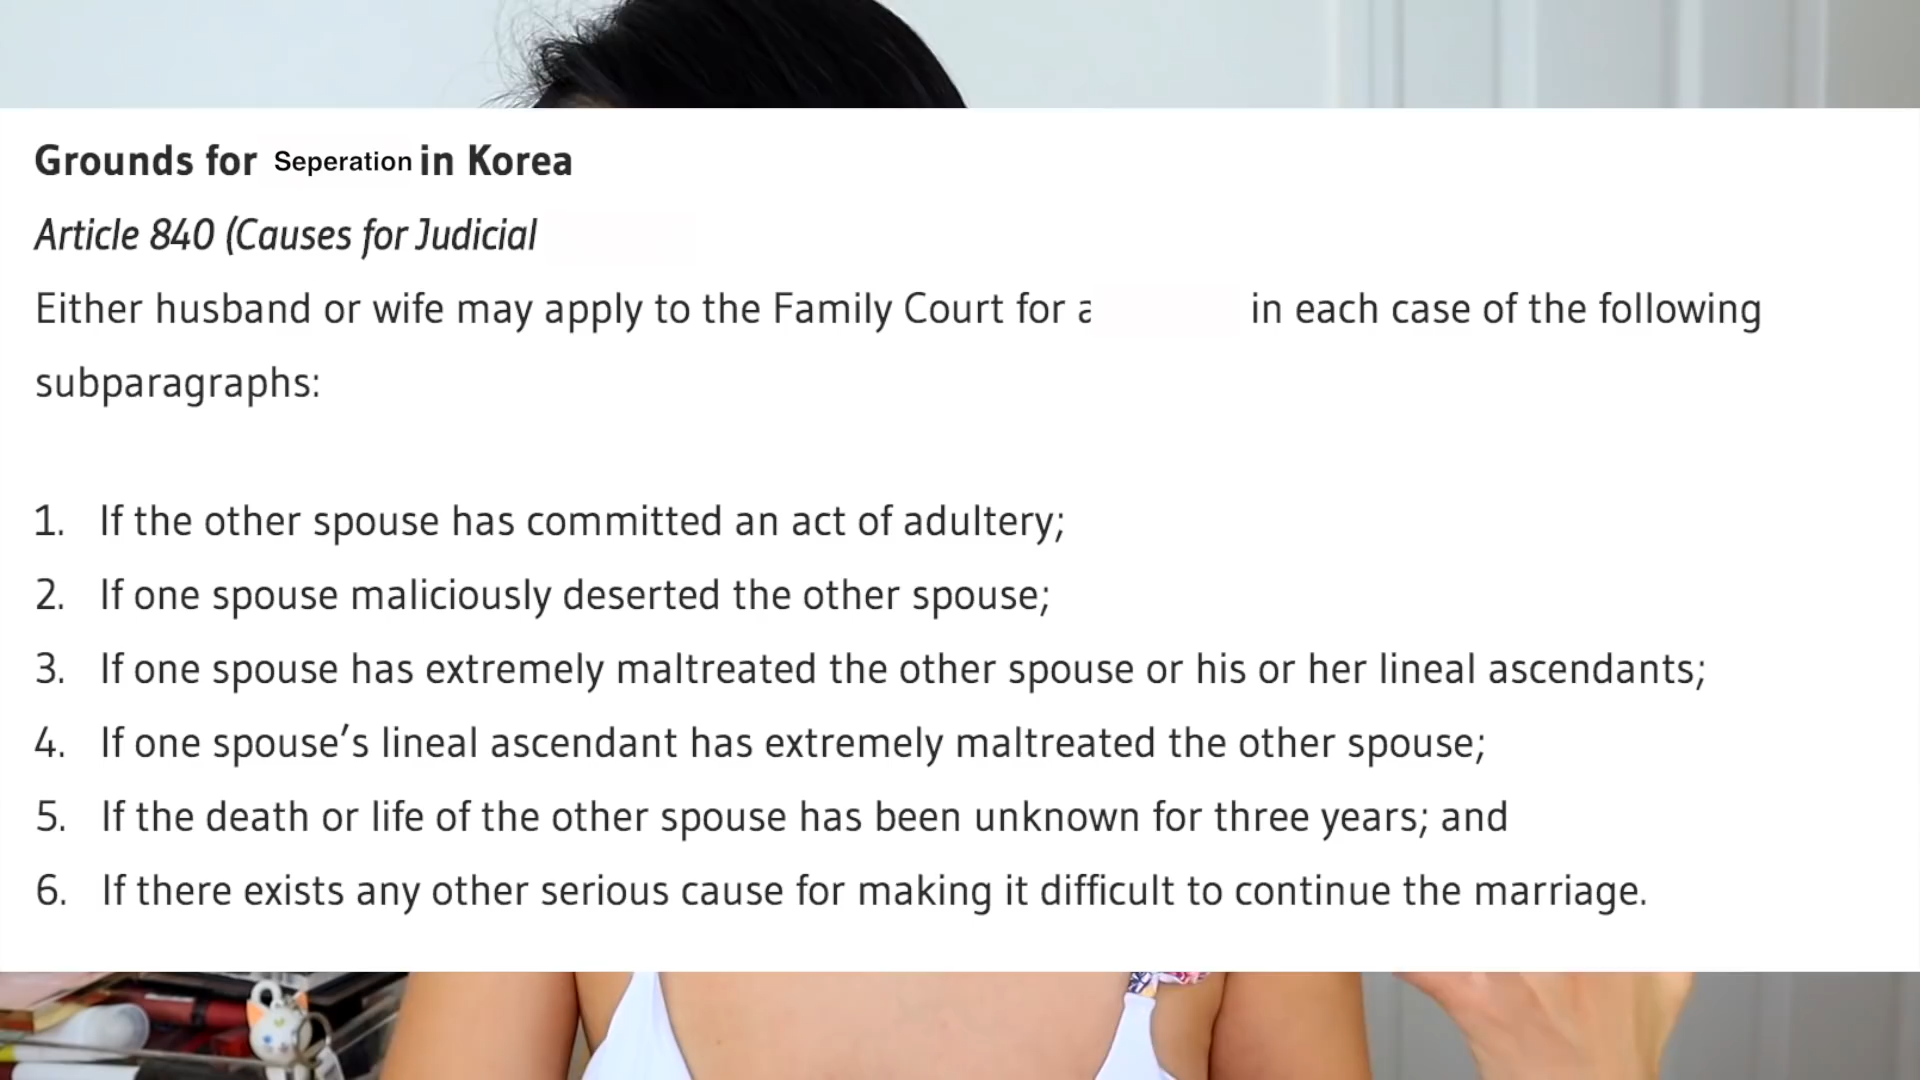 Grounds for Seperation in Korea
Article 840 (Causes for Judicial
Either husband or wife may apply to the Family Court for a in each case of the following
subparagraphs:
1. If the other spouse has committed an act of adultery;
2. If one spouse maliciously deserted the other spouse;
3. If one spouse has extremely maltreated the other spouse or his or her lineal ascendants;
4. If one spouse’s lineal ascendant has extremely maltreated the other spouse;
5. If the death or life of the other spouse has been unknown for three years; and
6. If there exists any other serious cause for making it difficult to continue the marriage.